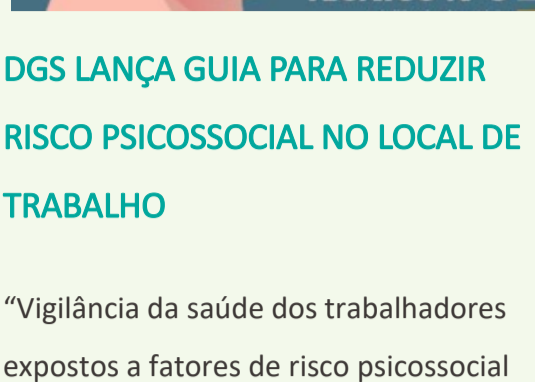 DGS LANÇA GUIA PARA REDUZIR
RISCO PSICOSSOCIAL NO LOCAL DE
TRABALHO
“Vigilância da saúde dos trabalhadores
expostos a fatores de risco psicossocial